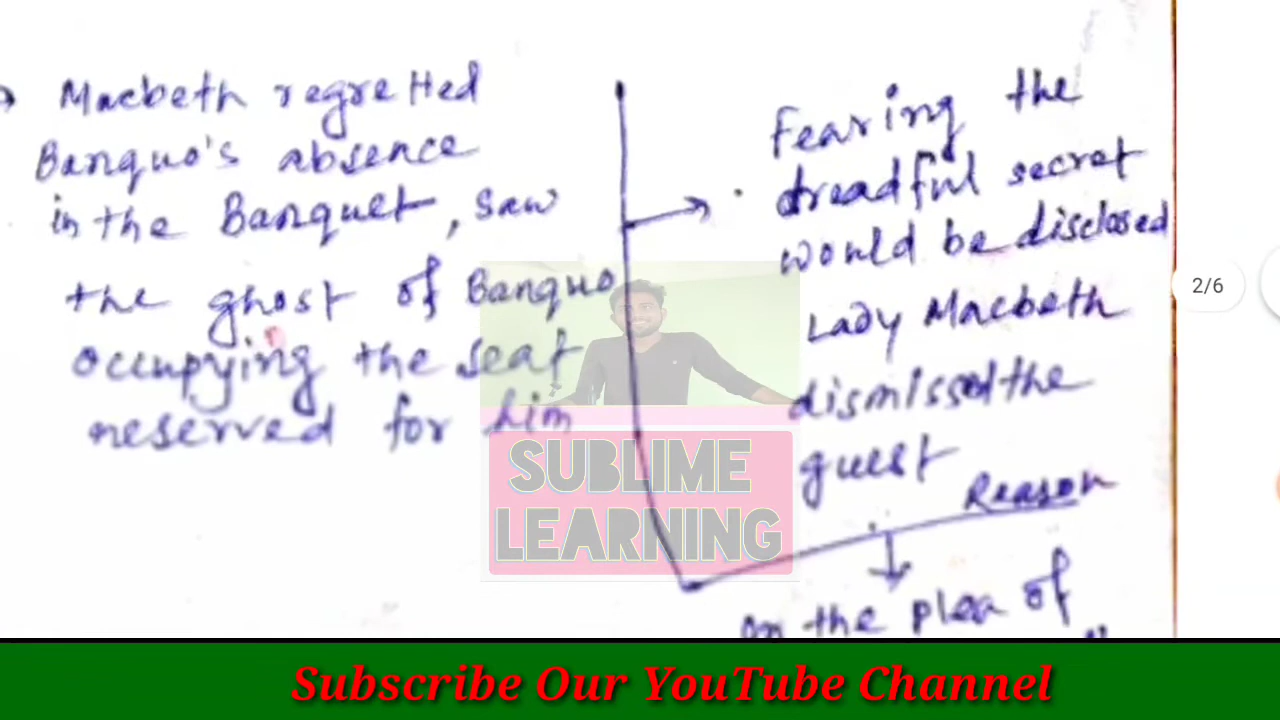 Macbeth regretted
Banquo's absence
in the Banquet, saw
the ghost of Banquo
occupying the seat
reserved for him
Fearing the
dreadful secret
would be disclosed
Lady Macbeth
dismissed the
guest
Reason
on the plea of
2/6
SUBLIME
LEARNING
Subscribe Our YouTube Channel